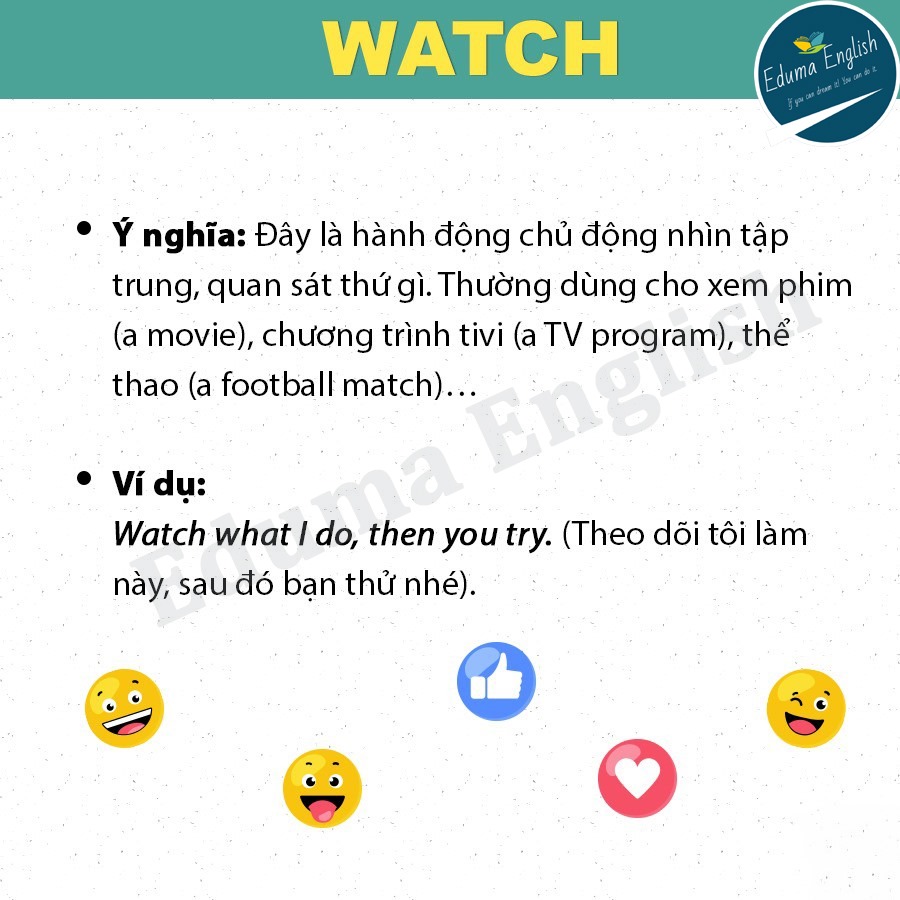 WATCH
Eduma English
If you can dream it! You can do it.
• Ý nghĩa: Đây là hành động chủ động nhìn tập
trung, quan sát thứ gì. Thường dùng cho xem phim
(a movie), chương trình tivi (a TV program), thể
thao (a football match)…
• Ví dụ:
Watch what I do, then you try. (Theo dõi tôi làm
này, sau đó bạn thử nhé).
Eduma English